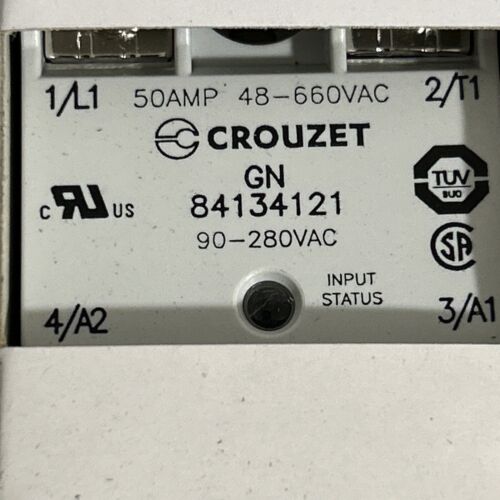 1/L1 50AMP 48-660VAC 2/T1
CROUZET
GN
84134121
90-280VAC
c RU US
TUV
SUD
SA
INPUT
STATUS
4/A2
3/A1